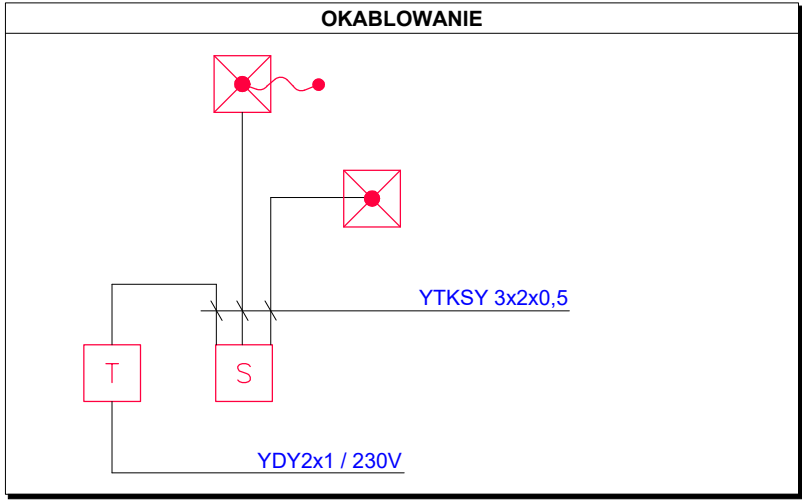 OKABLOWANIE
YTKSY 3x2x0,5
T
S
YDY2x1 / 230V